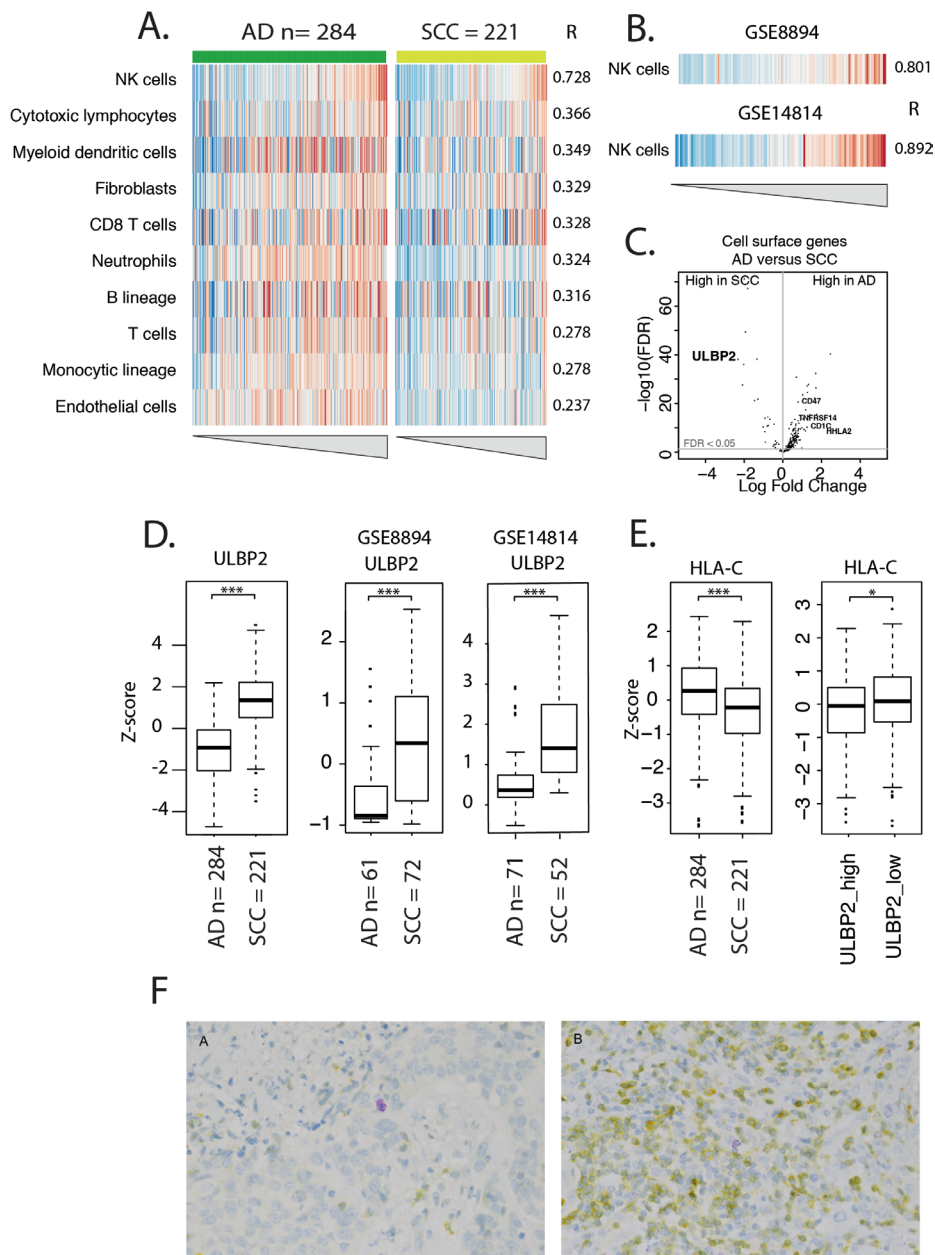 A.
AD n= 284
SCC = 221
R
NK cells
0.728
Cytotoxic lymphocytes
0.366
Myeloid dendritic cells
0.349
Fibroblasts
0.329
CD8 T cells
0.328
Neutrophils
0.324
B lineage
0.316
T cells
0.278
Monocytic lineage
0.278
Endothelial cells
0.237
B.
GSE8894
NK cells
0.801
GSE14814
R
NK cells
0.892
C.
Cell surface genes
AD versus SCC
High in SCC
High in AD
ULBP2
CD47
TNFRSF14
CD1C
HHLA2
FDR < 0.05
−log10(FDR)
60
40
20
0
−4 −2 0 2 4
Log Fold Change
D.
ULBP2
***
Z-score
4
2
0
−2
−4
AD n= 284
SCC = 221
GSE8894
ULBP2
***
2
1
0
−1
AD n= 61
SCC = 72
GSE14814
ULBP2
***
4
3
2
1
0
AD n= 71
SCC = 52
E.
HLA-C
***
Z-score
2
1
0
−1
−2
−3
AD n= 284
SCC = 221
HLA-C
*
3
2
1
0
−1
−2
−3
ULBP2_high
ULBP2_low
F
A
B